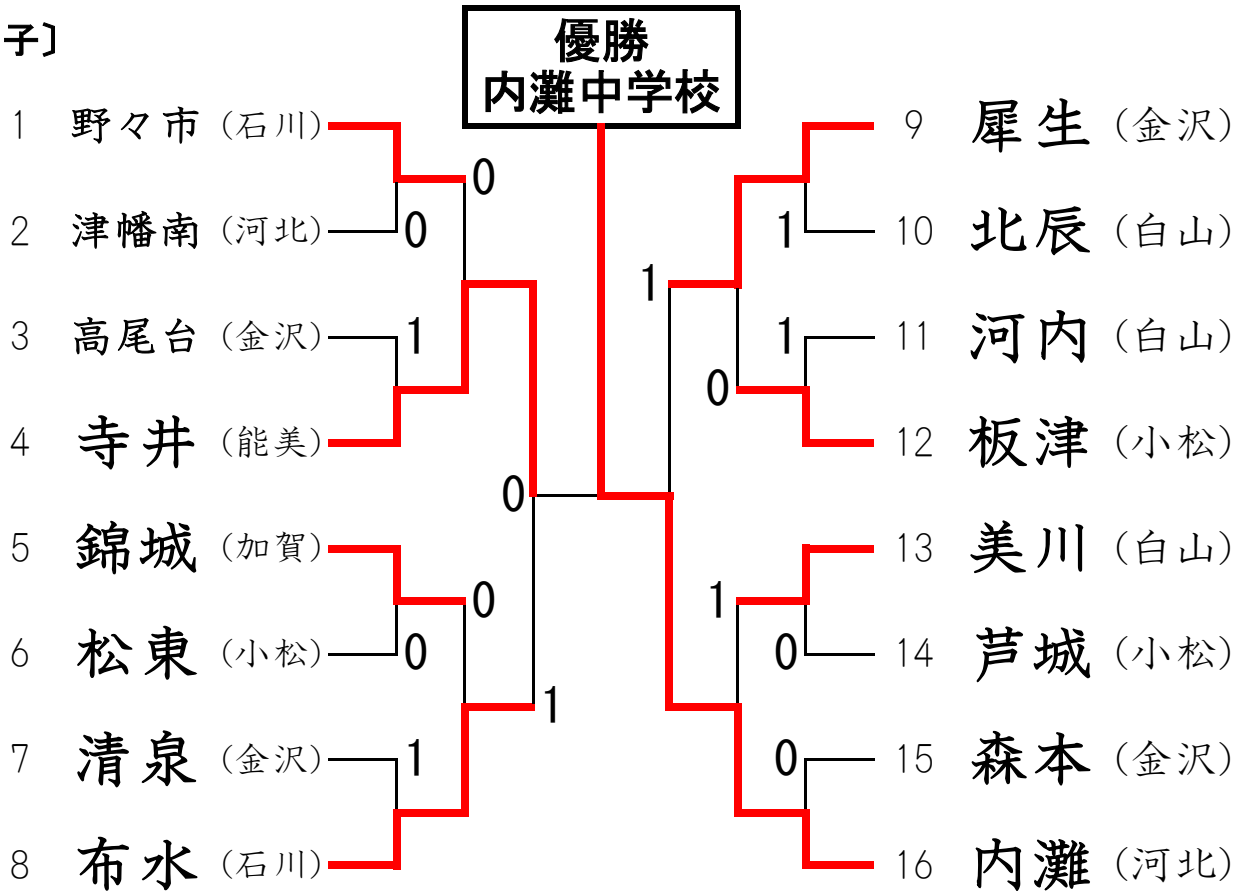 子〕
優勝
内灘中学校
1 野々市 (石川)
0
2 津幡南 (河北)
0
3 高尾台 (金沢)
1
4 寺井 (能美)
0
5 錦城 (加賀)
0
6 松東 (小松)
0
7 清泉 (金沢)
1
1
8 布水 (石川)
9 犀生 (金沢)
1
10 北辰 (白山)
1
11 河内 (白山)
1
0
12 板津 (小松)
13 美川 (白山)
1
14 芦城 (小松)
0
15 森本 (金沢)
0
16 内灘 (河北)